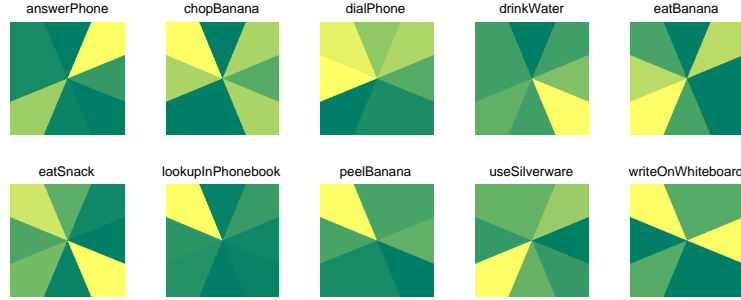 answerPhone chopBanana dialPhone drinkWater eatBanana
eatSnack lookupInPhonebook peelBanana useSilverware writeOnWhiteboard